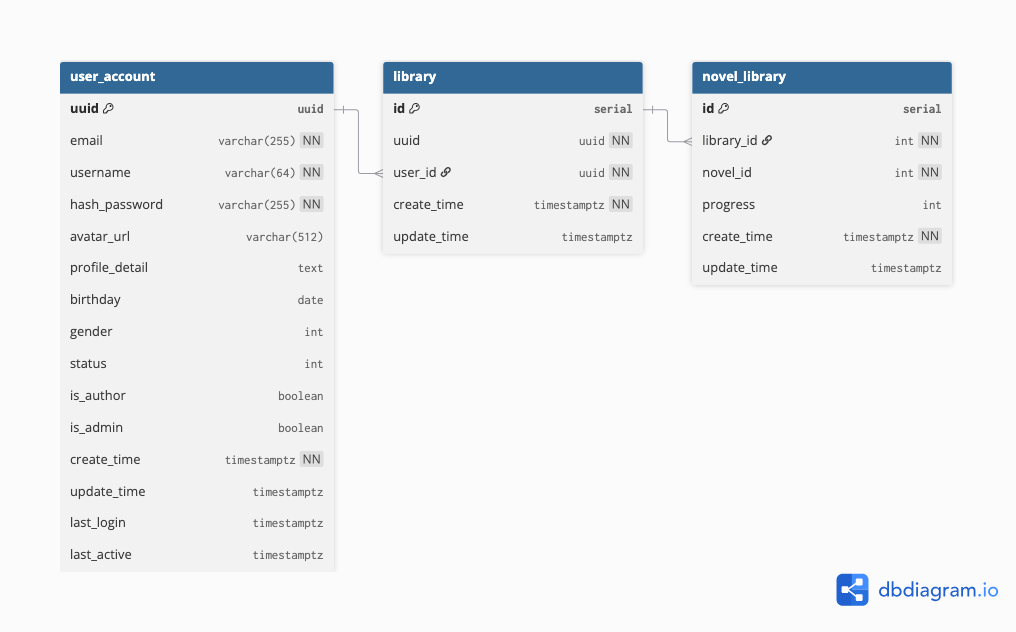 user_account
uuid uuid
email varchar(255) NN
username varchar(64) NN
hash_password varchar(255) NN
avatar_url varchar(512)
profile_detail text
birthday date
gender int
status int
is_author boolean
is_admin boolean
create_time timestamptz NN
update_time timestamptz
last_login timestamptz
last_active timestamptz
library
id serial
uuid uuid NN
user_id uuid NN
create_time timestamptz NN
update_time timestamptz
novel_library
id serial
library_id int NN
novel_id int NN
progress int
create_time timestamptz NN
update_time timestamptz
dbdiagram.io